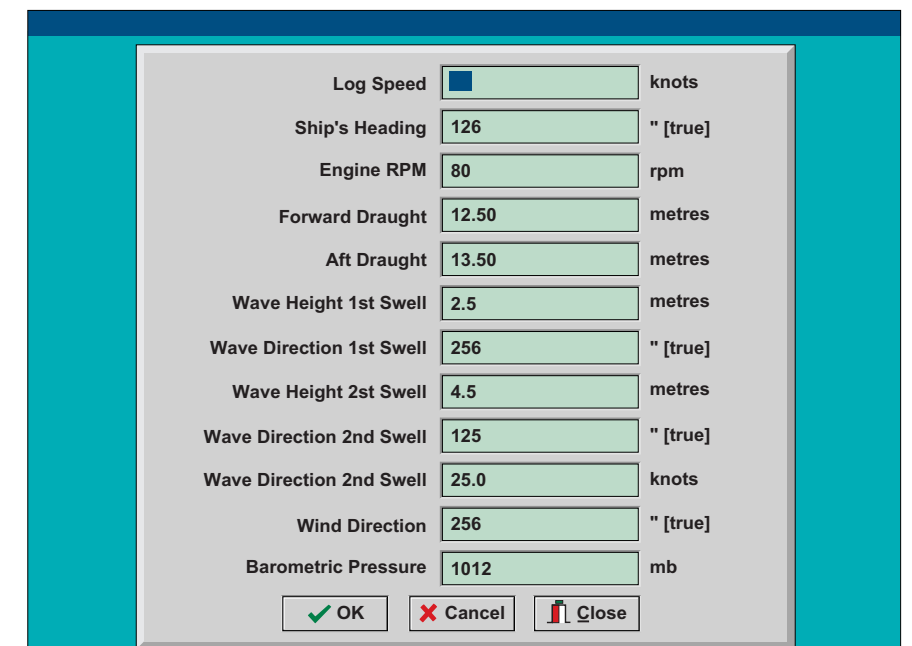 Log Speed knots
Ship's Heading 126 " [true]
Engine RPM 80 rpm
Forward Draught 12.50 metres
Aft Draught 13.50 metres
Wave Height 1st Swell 2.5 metres
Wave Direction 1st Swell 256 " [true]
Wave Height 2st Swell 4.5 metres
Wave Direction 2nd Swell 125 " [true]
Wave Direction 2nd Swell 25.0 knots
Wind Direction 256 " [true]
Barometric Pressure 1012 mb
OK Cancel Close